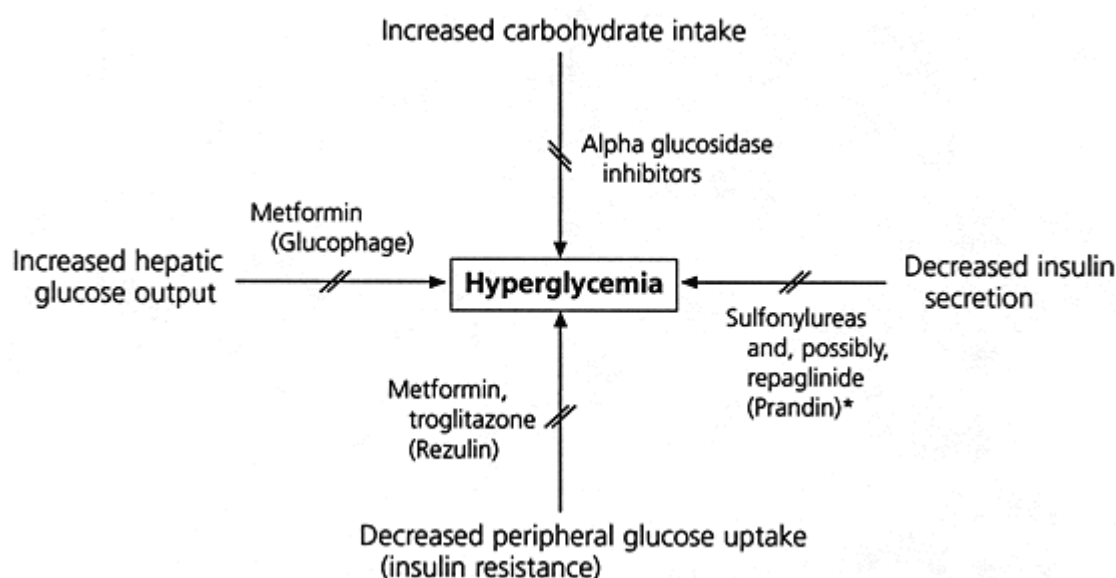 Increased carbohydrate intake
Alpha glucosidase
inhibitors
Metformin
(Glucophage)
Increased hepatic
glucose output
Hyperglycemia
Decreased insulin
secretion
Sulfonylureas
and, possibly,
repaglinide
(Prandin)*
Metformin,
troglitazone
(Rezulin)
Decreased peripheral glucose uptake
(insulin resistance)